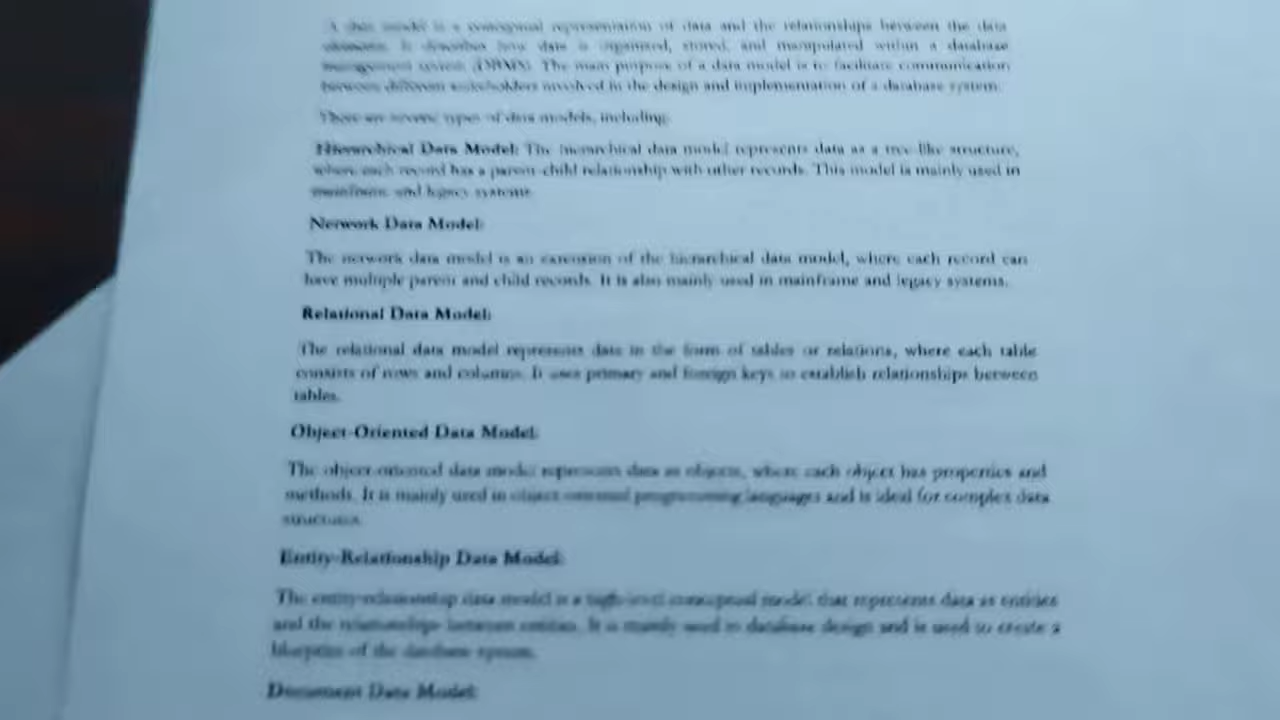 A data model is a conceptual representation of data and the relationships between the data
elements. It describes how data is organized, stored, and manipulated within a database
management system (DBMS). The main purpose of a data model is to facilitate communication
between different stakeholders involved in the design and implementation of a database system.
There are several types of data models, including:
Hierarchical Data Model: The hierarchical data model represents data as a tree-like structure,
where each record has a parent-child relationship with other records. This model is mainly used in
mainframe and legacy systems.
Network Data Model:
The network data model is an extension of the hierarchical data model, where each record can
have multiple parent and child records. It is also mainly used in mainframe and legacy systems.
Relational Data Model:
The relational data model represents data in the form of tables or relations, where each table
consists of rows and columns. It uses primary and foreign keys to establish relationships between
tables.
Object-Oriented Data Model:
The object-oriented data model represents data as objects, where each object has properties and
methods. It is mainly used in object-oriented programming languages and is ideal for complex data
structures.
Entity-Relationship Data Model:
The entity-relationship data model is a high-level conceptual model that represents data as entities
and the relationships between entities. It is mainly used in database design and is used to create a
blueprint of the database system.
Document Data Model: